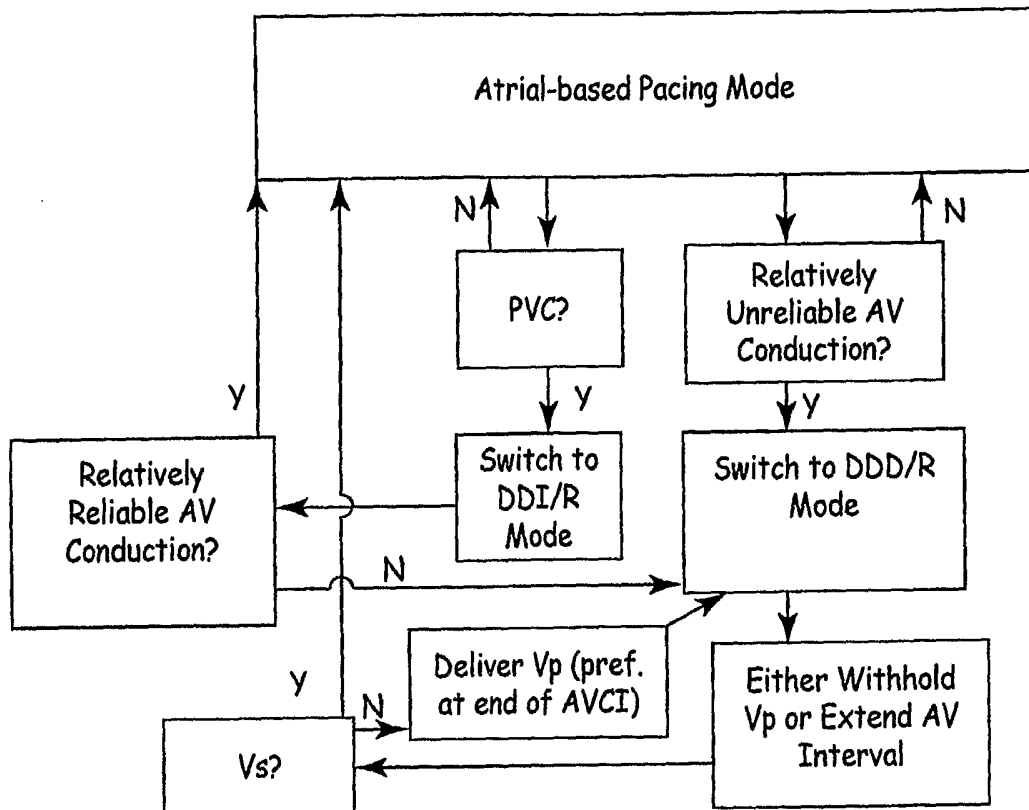 Atrial-based Pacing Mode
N
N
PVC?
Relatively
Unreliable AV
Conduction?
Y
Y
Y
Relatively
Reliable AV
Conduction?
Switch to
DDI/R
Mode
Switch to DDD/R
Mode
N
Deliver Vp (pref.
at end of AVCI)
Either Withhold
Vp or Extend AV
Interval
Y
N
Vs?